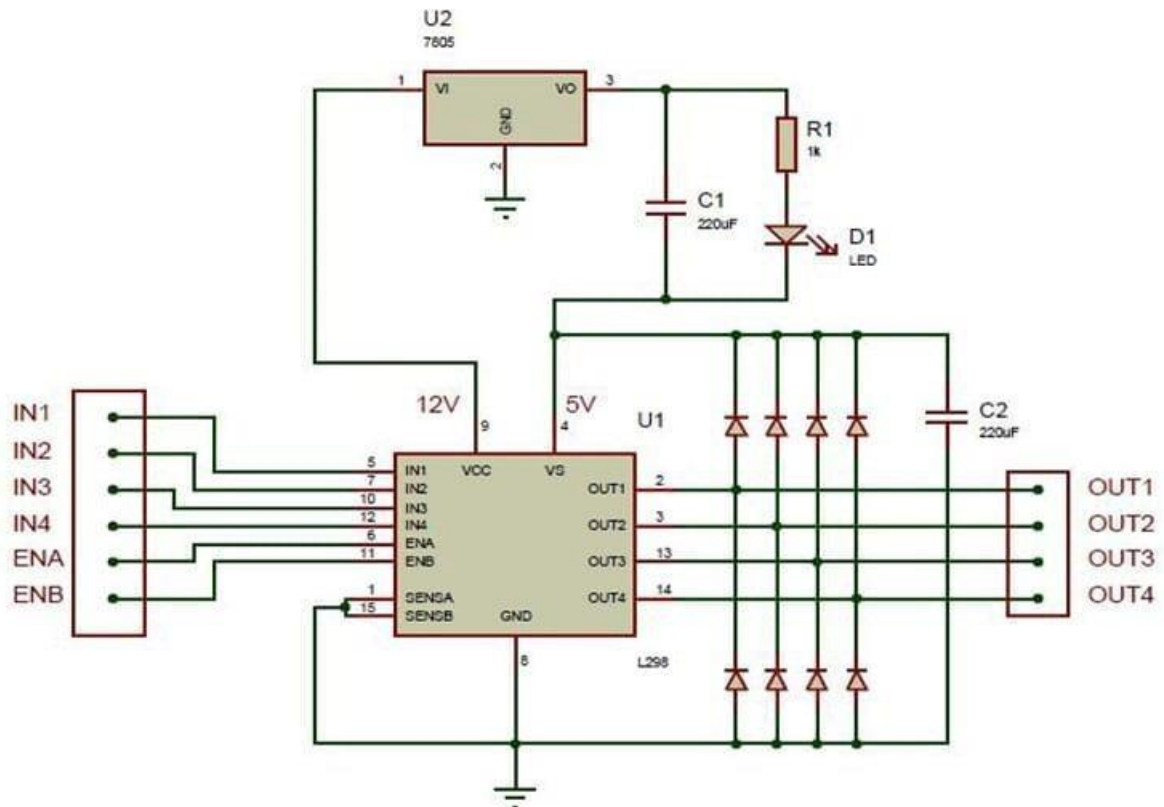 U2
7805
1 VI VO 3
GND
2
R1
1k
C1
220uF
D1
LED
12V 5V
9 4
U1
C2
220uF
IN1
IN2
IN3
IN4
ENA
ENB
5 IN1 VCC VS
7 IN2 OUT1 2
10 IN3
12 IN4 OUT2 3
6 ENA
11 ENB OUT3 13
1 SENSA OUT4 14
15 SENSB GND
8
L298
OUT1
OUT2
OUT3
OUT4